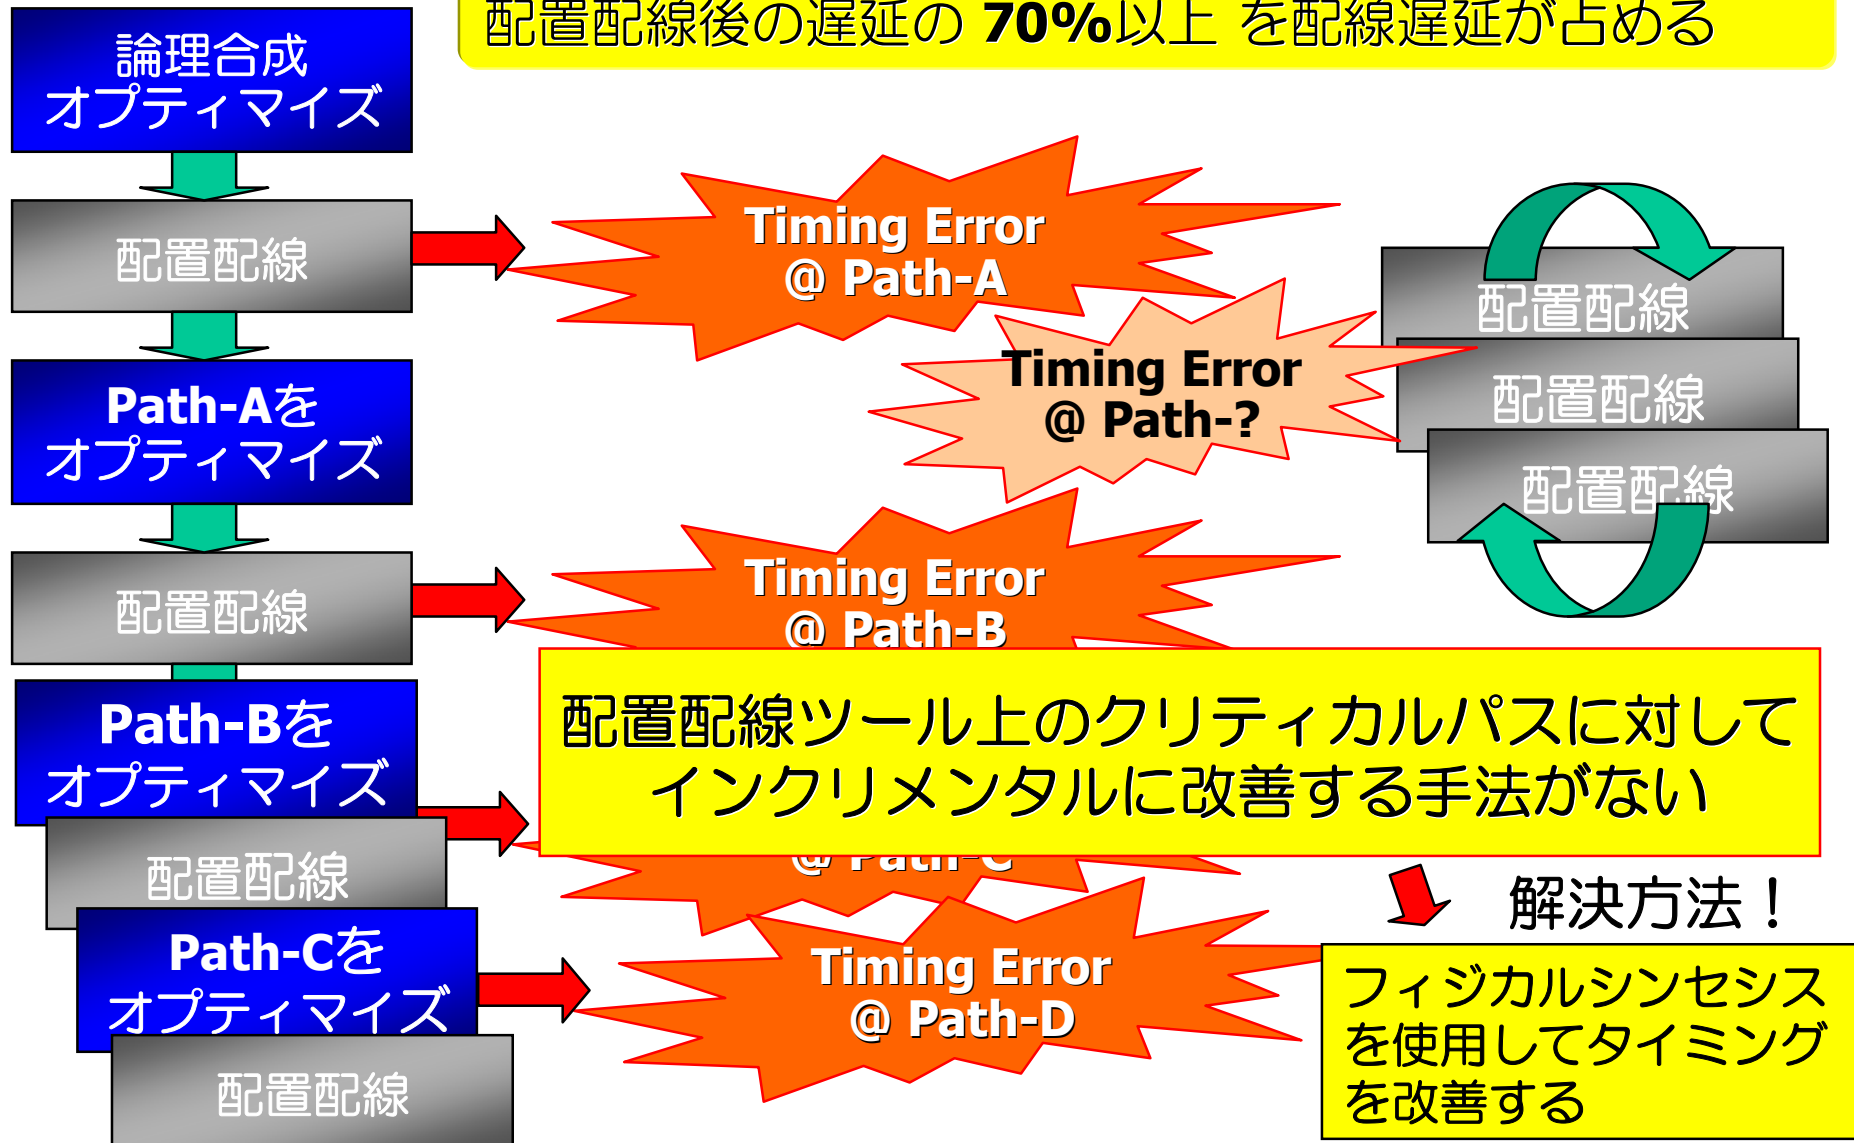 配置配線後の遅延の 70%以上 を配線遅延が占める
論理合成
オプティマイズ
配置配線
Timing Error
@ Path-A
配置配線
配置配線
配置配線
Timing Error
@ Path-?
Path-Aを
オプティマイズ
配置配線
Timing Error
@ Path-B
Path-Bを
オプティマイズ
配置配線ツール上のクリティカルパスに対して
インクリメンタルに改善する手法がない
配置配線
@ Path-C
解決方法！
Path-Cを
オプティマイズ
Timing Error
@ Path-D
フィジカルシンセシス
を使用してタイミング
を改善する
配置配線